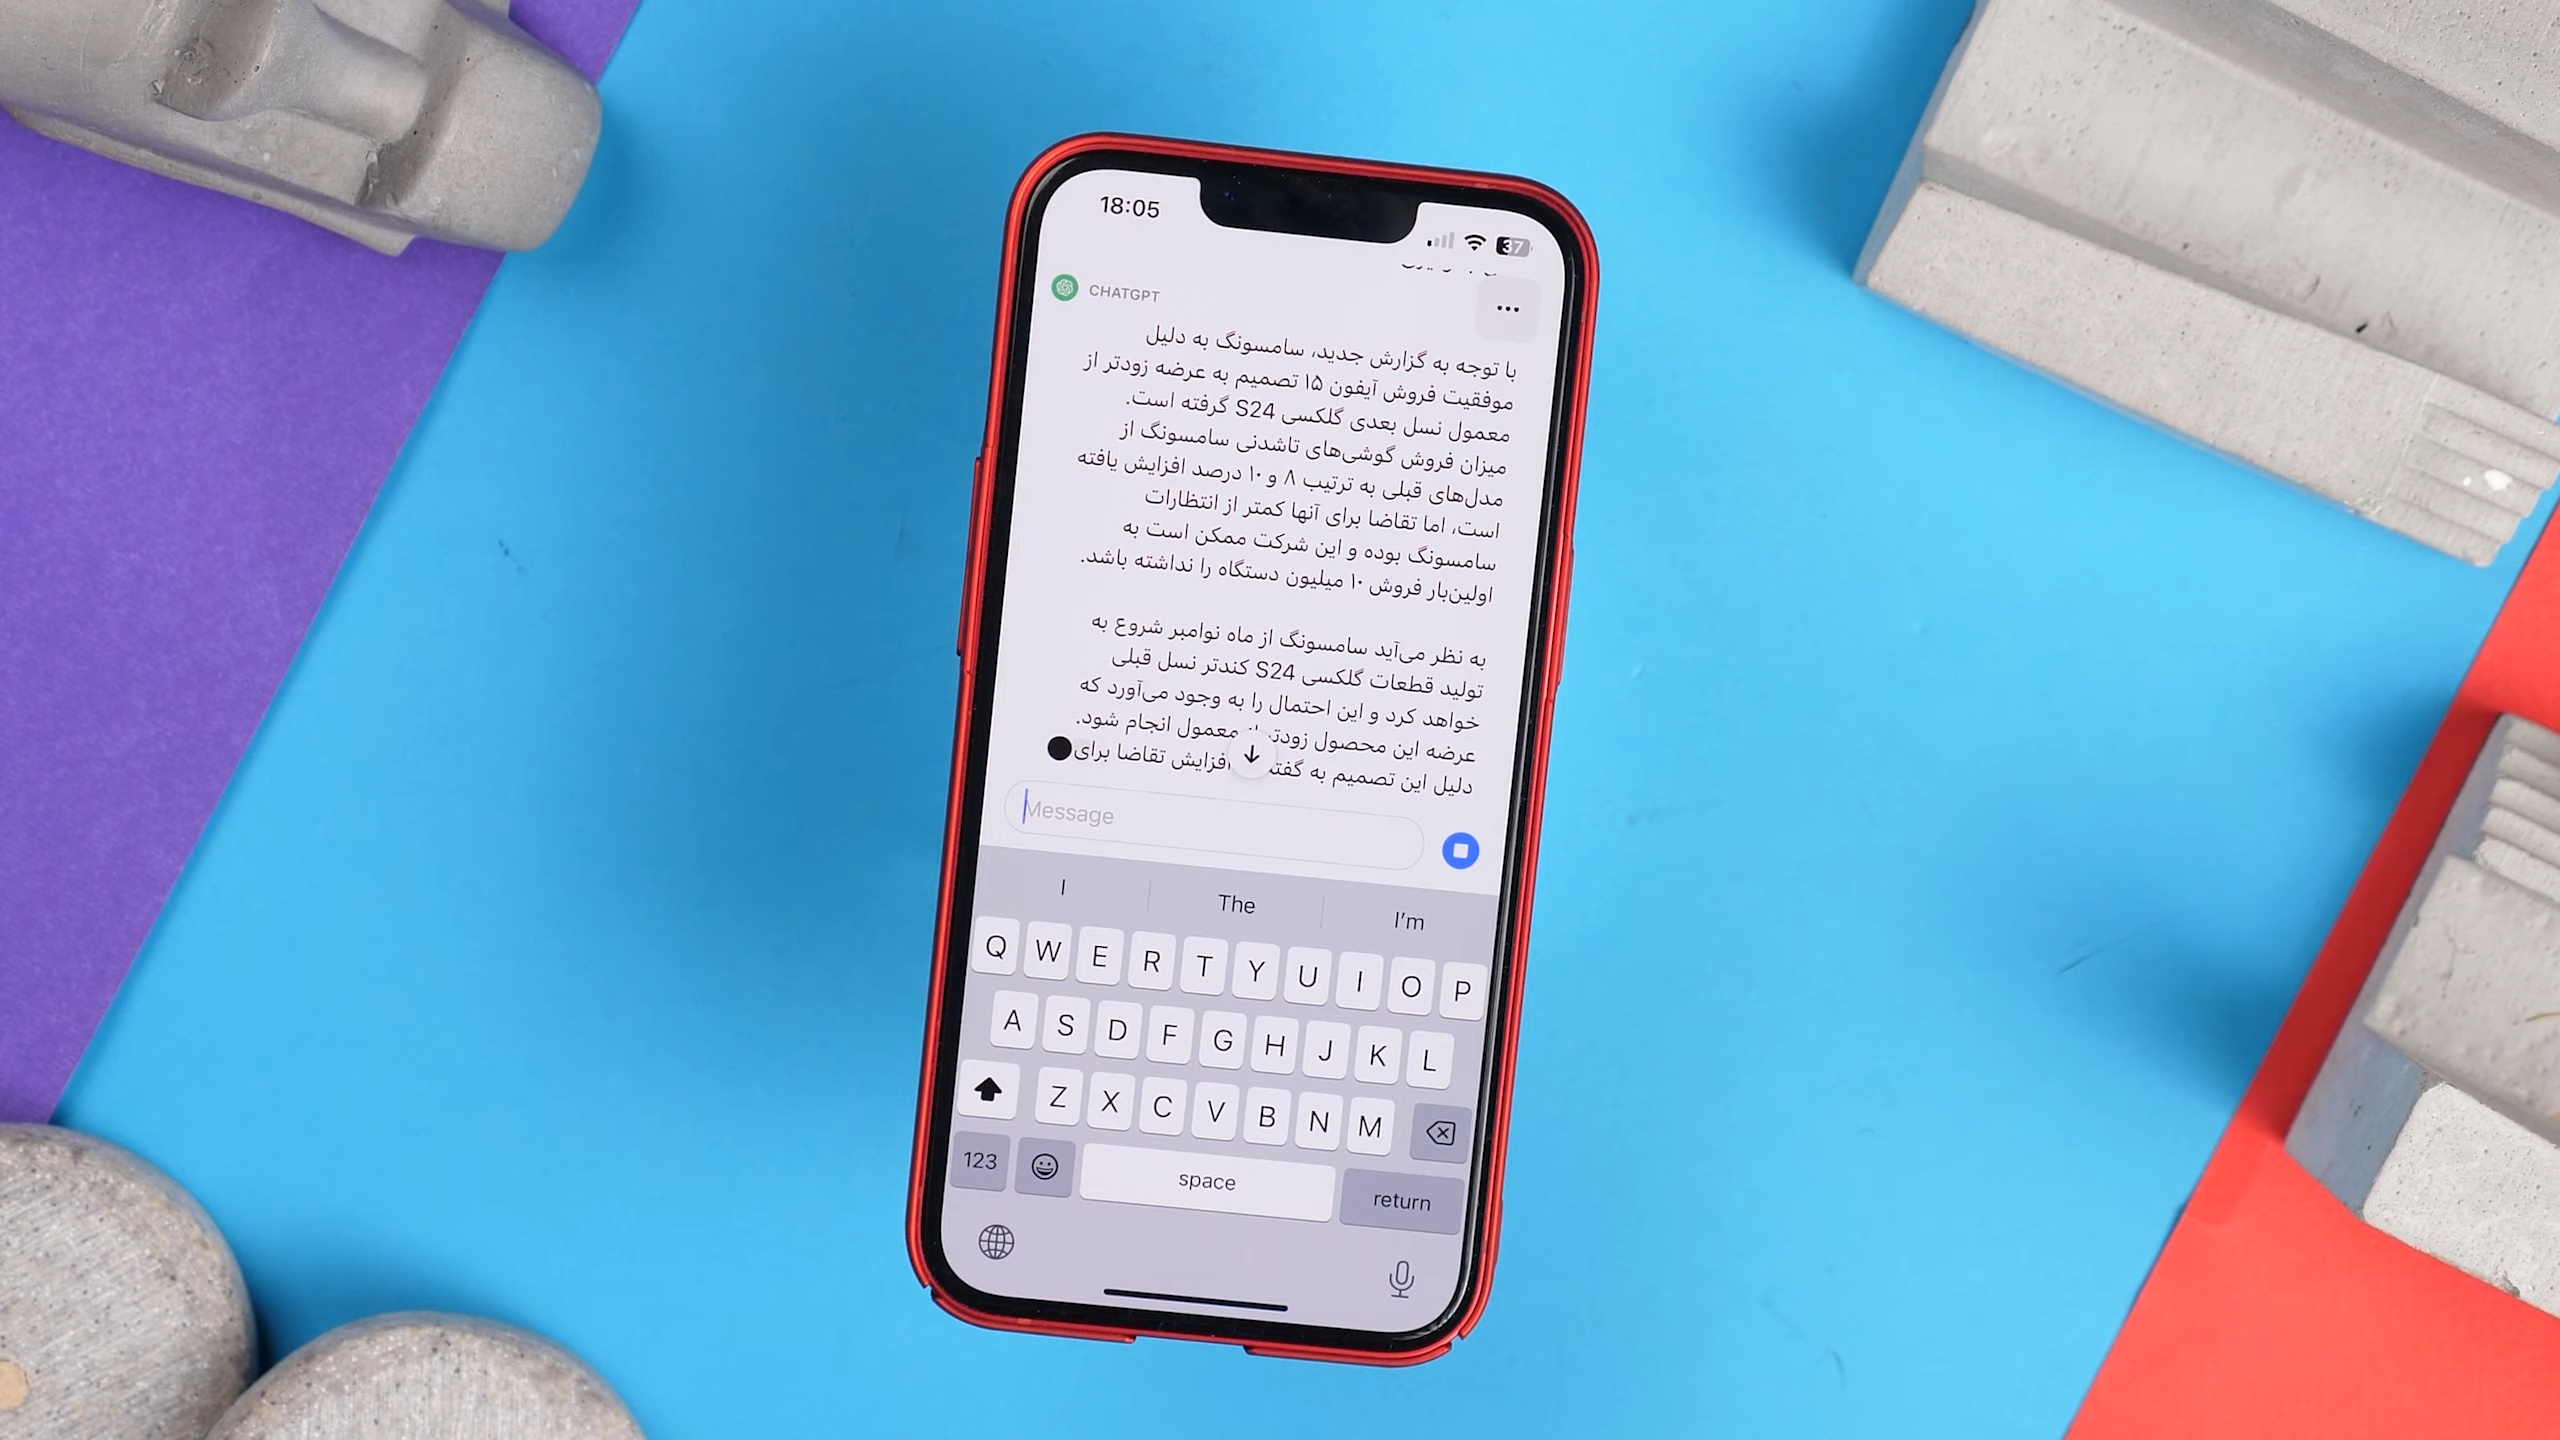 18:05
37
CHATGPT
با توجه به گزارش جدید، سامسونگ به دلیل
موفقیت فروش آیفون ۱۵ تصمیم به عرضه زودتر از
معمول نسل بعدی گلکسی S24 گرفته است.
میزان فروش گوشی‌های تاشدنی سامسونگ از
مدل‌های قبلی به ترتیب ۸ و ۱۰ درصد افزایش یافته
است، اما تقاضا برای آنها کمتر از انتظارات
سامسونگ بوده و این شرکت ممکن است به
اولین‌بار فروش ۱۰ میلیون دستگاه را نداشته باشد.
به نظر می‌آید سامسونگ از ماه نوامبر شروع به
تولید قطعات گلکسی S24 کندتر نسل قبلی
خواهد کرد و این احتمال را به وجود می‌آورد که
عرضه این محصول زودتر معمول انجام شود.
دلیل این تصمیم به افزایش تقاضا برای
Message
I The I'm
Q W E R T Y U I O P
A S D F G H J K L
Z X C V B N M
123 space return